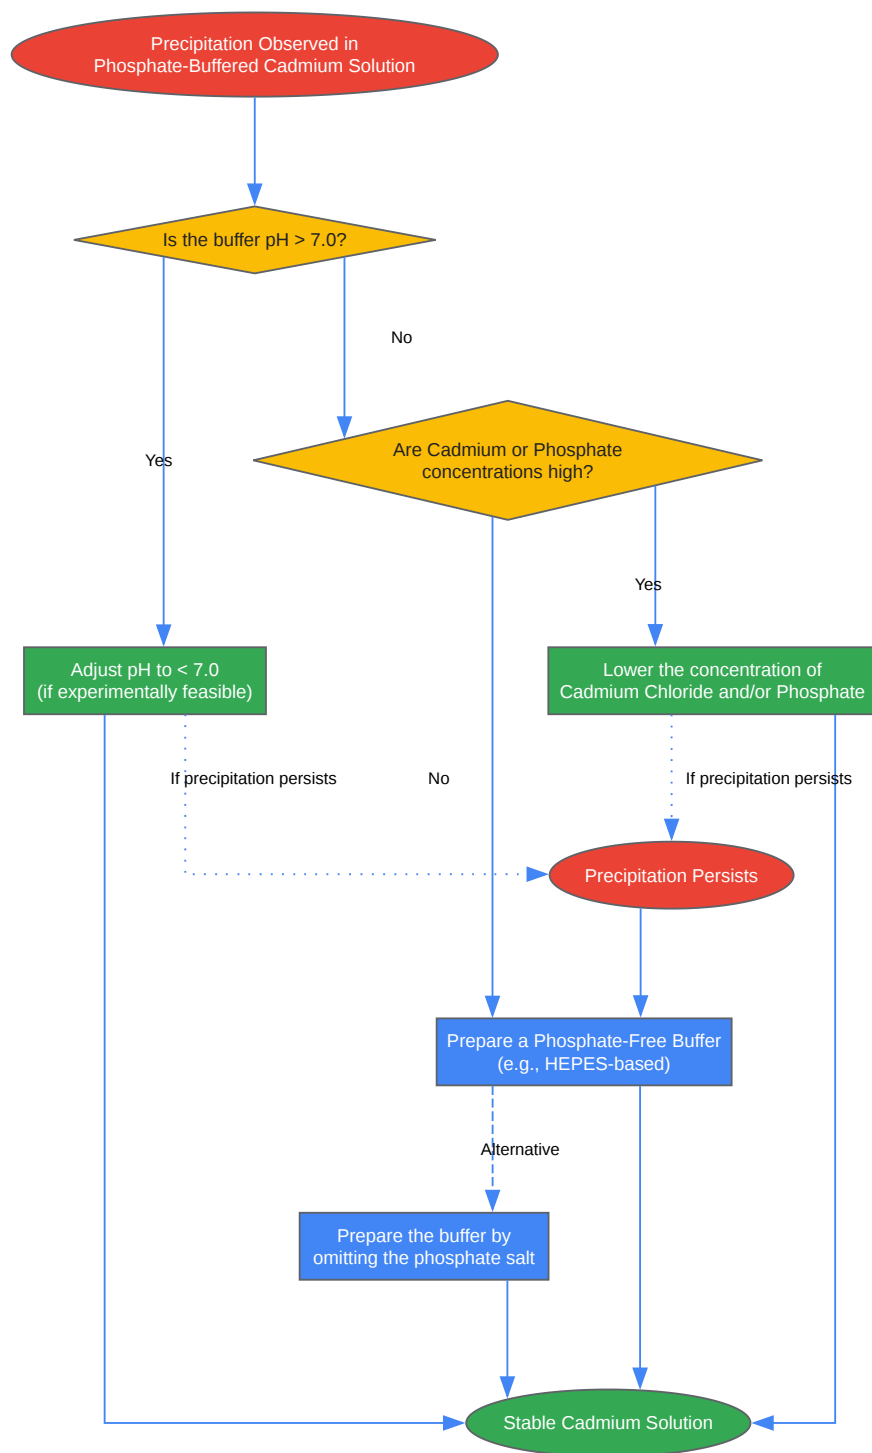 Precipitation Observed in
Phosphate-Buffered Cadmium Solution
Is the buffer pH > 7.0?
No
Yes
Are Cadmium or Phosphate
concentrations high?
Yes
Adjust pH to < 7.0
(if experimentally feasible)
Lower the concentration of
Cadmium Chloride and/or Phosphate
If precipitation persists
No
If precipitation persists
Precipitation Persists
Prepare a Phosphate-Free Buffer
(e.g., HEPES-based)
Alternative
Prepare the buffer by
omitting the phosphate salt
Stable Cadmium Solution